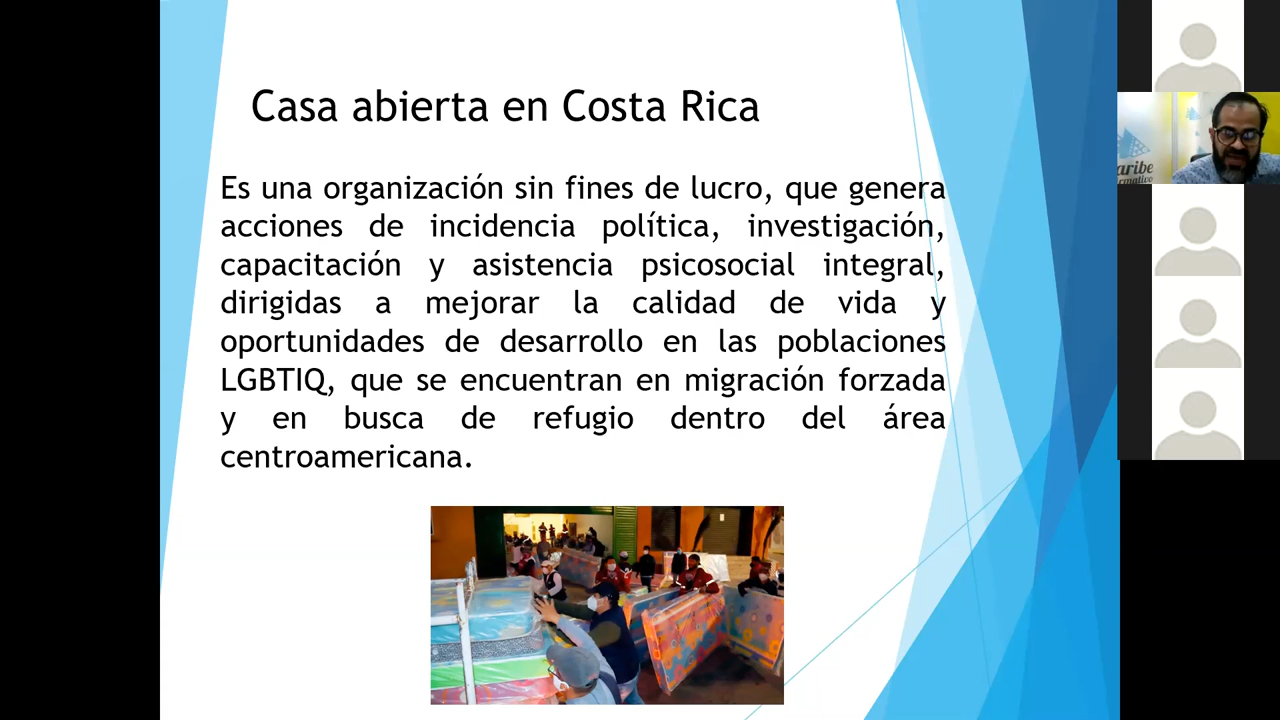 Casa abierta en Costa Rica
Es una organización sin fines de lucro, que genera
acciones de incidencia política, investigación,
capacitación y asistencia psicosocial integral,
dirigidas a mejorar la calidad de vida y
oportunidades de desarrollo en las poblaciones
LGBTIQ, que se encuentran en migración forzada
y en busca de refugio dentro del área
centroamericana.
aribe
rmativo